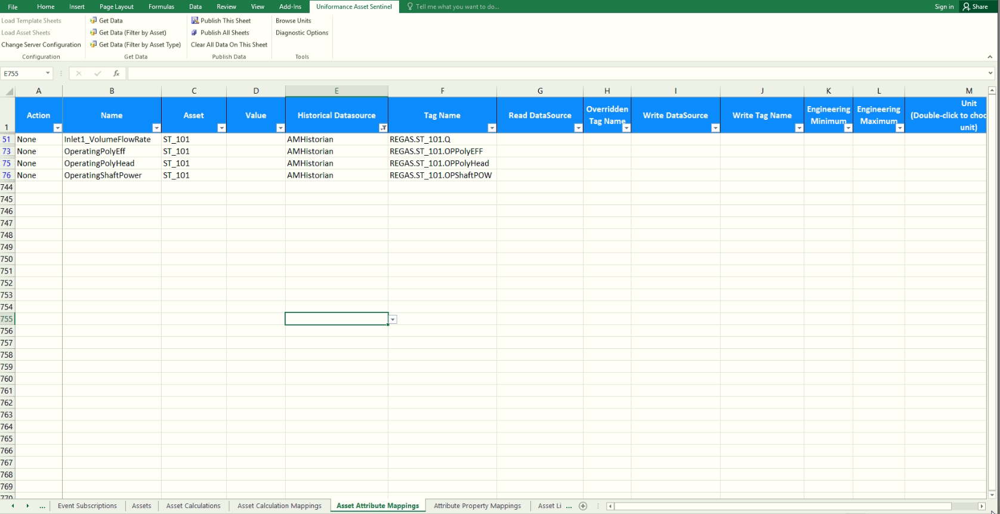 File Home Insert Page Layout Formulas Data Review View Add-Ins Uniformance Asset Sentinel Tell me what you want to do... Sign in Share
Load Template Sheets Get Data Publish This Sheet Browse Units
Load Asset Sheets Get Data (Filter by Asset) Publish All Sheets Diagnostic Options
Change Server Configuration Get Data (Filter by Asset Type) Clear All Data On This Sheet
Configuration Get Data Publish Data Tools
E755 fx
A B C D E F G H I J K L M
1 Action Name Asset Value Historical Datasource Tag Name Read DataSource Overridden Tag Name Write DataSource Write Tag Name Engineering Minimum Engineering Maximum Unit (Double-click to choo unit)
51 None Inlet1_VolumeFlowRate ST_101 AMHistorian REGAS.ST_101.Q
73 None OperatingPolyEff ST_101 AMHistorian REGAS.ST_101.OPPolyEFF
75 None OperatingPolyHead ST_101 AMHistorian REGAS.ST_101.OPPolyHead
76 None OperatingShaftPower ST_101 AMHistorian REGAS.ST_101.OPShaftPOW
744
745
746
747
748
749
750
751
752
753
754
755
756
757
758
759
760
761
762
763
764
765
766
767
768
769
770
... Event Subscriptions Assets Asset Calculations Asset Calculation Mappings Asset Attribute Mappings Attribute Property Mappings Asset Li ...